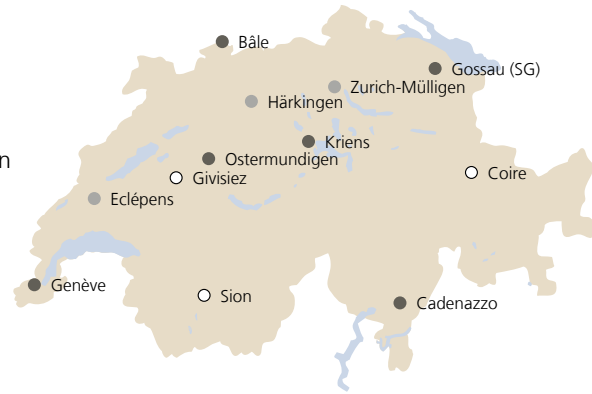 Bâle
Gossau (SG)
Zurich-Mülligen
Härkingen
Kriens
Ostermundigen
Givisiez
Coire
Eclépens
Genève
Sion
Cadenazzo